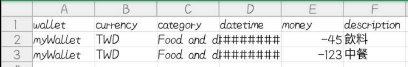 A B C D E F
1 wallet currency category datetime money description
2 myWallet TWD Food and d ######## -45 飲料
3 myWallet TWD Food and d ######## -123 中餐